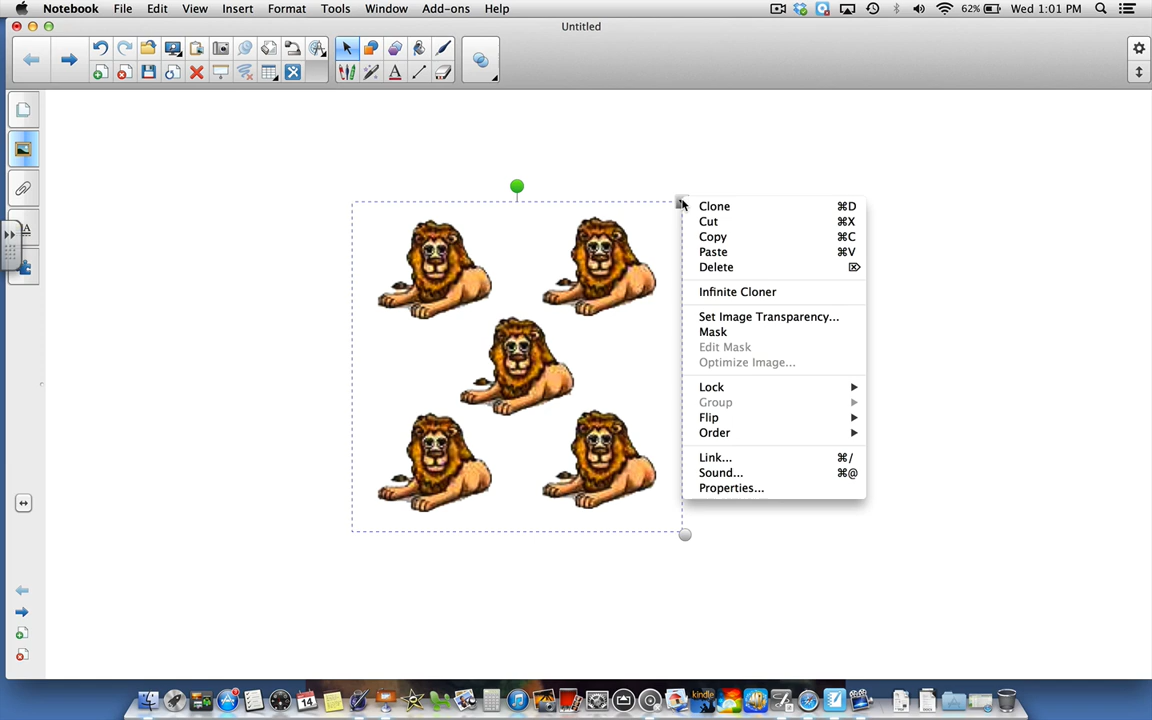 Notebook File Edit View Insert Format Tools Window Add-ons Help 62% Wed 1:01 PM
Untitled
A
A
Clone ⌘D
Cut ⌘X
Copy ⌘C
Paste ⌘V
Delete ⌦
Infinite Cloner
Set Image Transparency...
Mask
Edit Mask
Optimize Image...
Lock
Group
Flip
Order
Link... ⌘/
Sound... ⌘@
Properties...
14
kindle